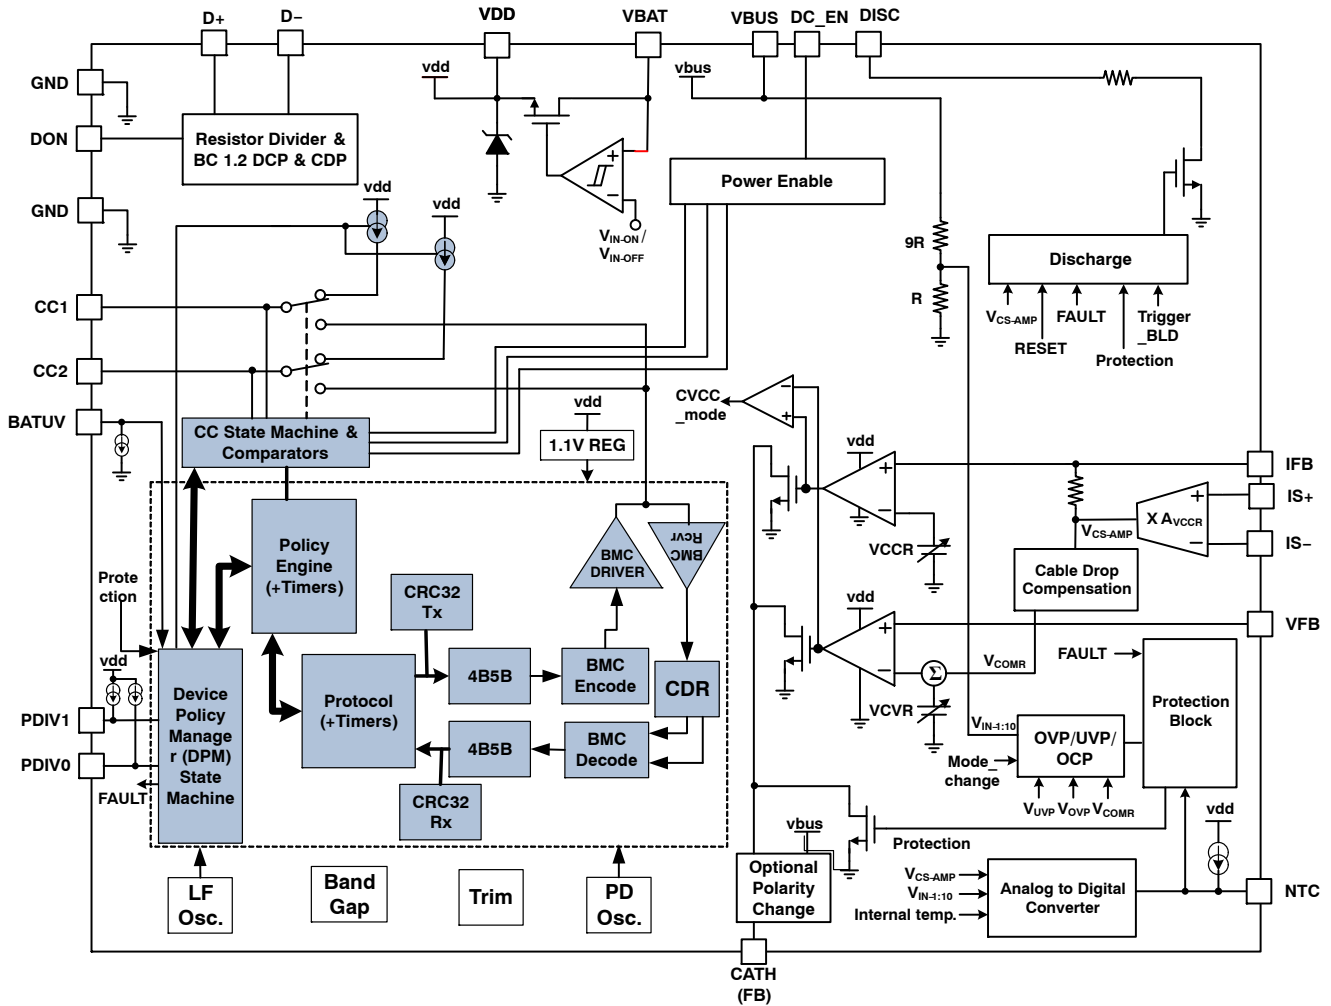 D+
D−
VDD
VBAT
VBUS
DC_EN
DISC
GND
DON
GND
CC1
CC2
BATUV
PDIV1
PDIV0
Resistor Divider &
BC 1.2 DCP & CDP
vdd
vdd
vdd
+
−
VIN-ON /
VIN-OFF
vbus
Power Enable
9R
R
Discharge
VCS-AMP
RESET
FAULT
Protection
Trigger
_BLD
CC State Machine &
Comparators
vdd
1.1V REG
CVCC
_mode
−
+
vdd
+
−
VCCR
IFB
IS+
IS−
VFB
NTC
+
−
X AVCCR
VCS-AMP
Cable Drop
Compensation
Policy
Engine
(+Timers)
BMC
DRIVER
BMC
Rcvr
CRC32
Tx
Prote
ction
vdd
Device
Policy
Manage
r (DPM)
State
Machine
FAULT
Protocol
(+Timers)
4B5B
BMC
Encode
CDR
4B5B
BMC
Decode
CRC32
Rx
vdd
+
−
Σ
VCOMR
VCVR
FAULT
Protection
Block
VIN-1:10
OVP/UVP/
OCP
Mode_
change
VUVP
VOVP
VCOMR
vdd
Protection
vbus
Optional
Polarity
Change
VCS-AMP
VIN-1:10
Internal temp.
Analog to Digital
Converter
LF
Osc.
Band
Gap
Trim
PD
Osc.
CATH
(FB)